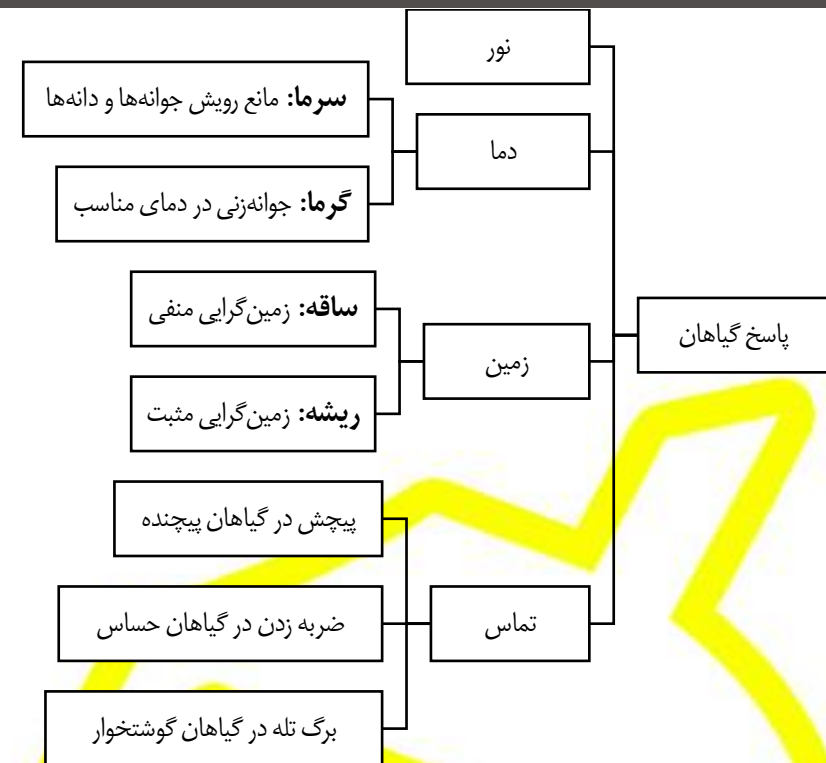 پاسخ گیاهان
نور
دما
سرما: مانع رویش جوانه‌ها و دانه‌ها
گرما: جوانه‌زنی در دمای مناسب
زمین
ساقه: زمین‌گرایی منفی
ریشه: زمین‌گرایی مثبت
تماس
پیچش در گیاهان پیچنده
ضربه زدن در گیاهان حساس
برگ تله در گیاهان گوشتخوار